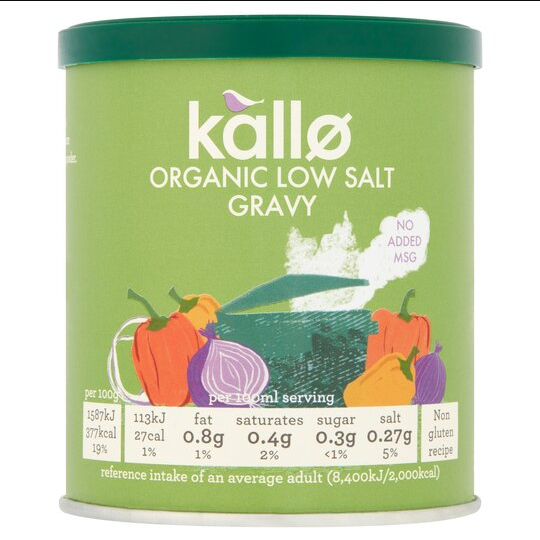 kallø
ORGANIC LOW SALT
GRAVY
NO
ADDED
MSG
per 100g
per 100ml serving
1587kJ
377kcal
19%
113kJ
27cal
1%
fat
0.8g
1%
saturates
0.4g
2%
sugar
0.3g
<1%
salt
0.27g
5%
Non
gluten
recipe
reference intake of an average adult (8,400kJ/2,000kcal)